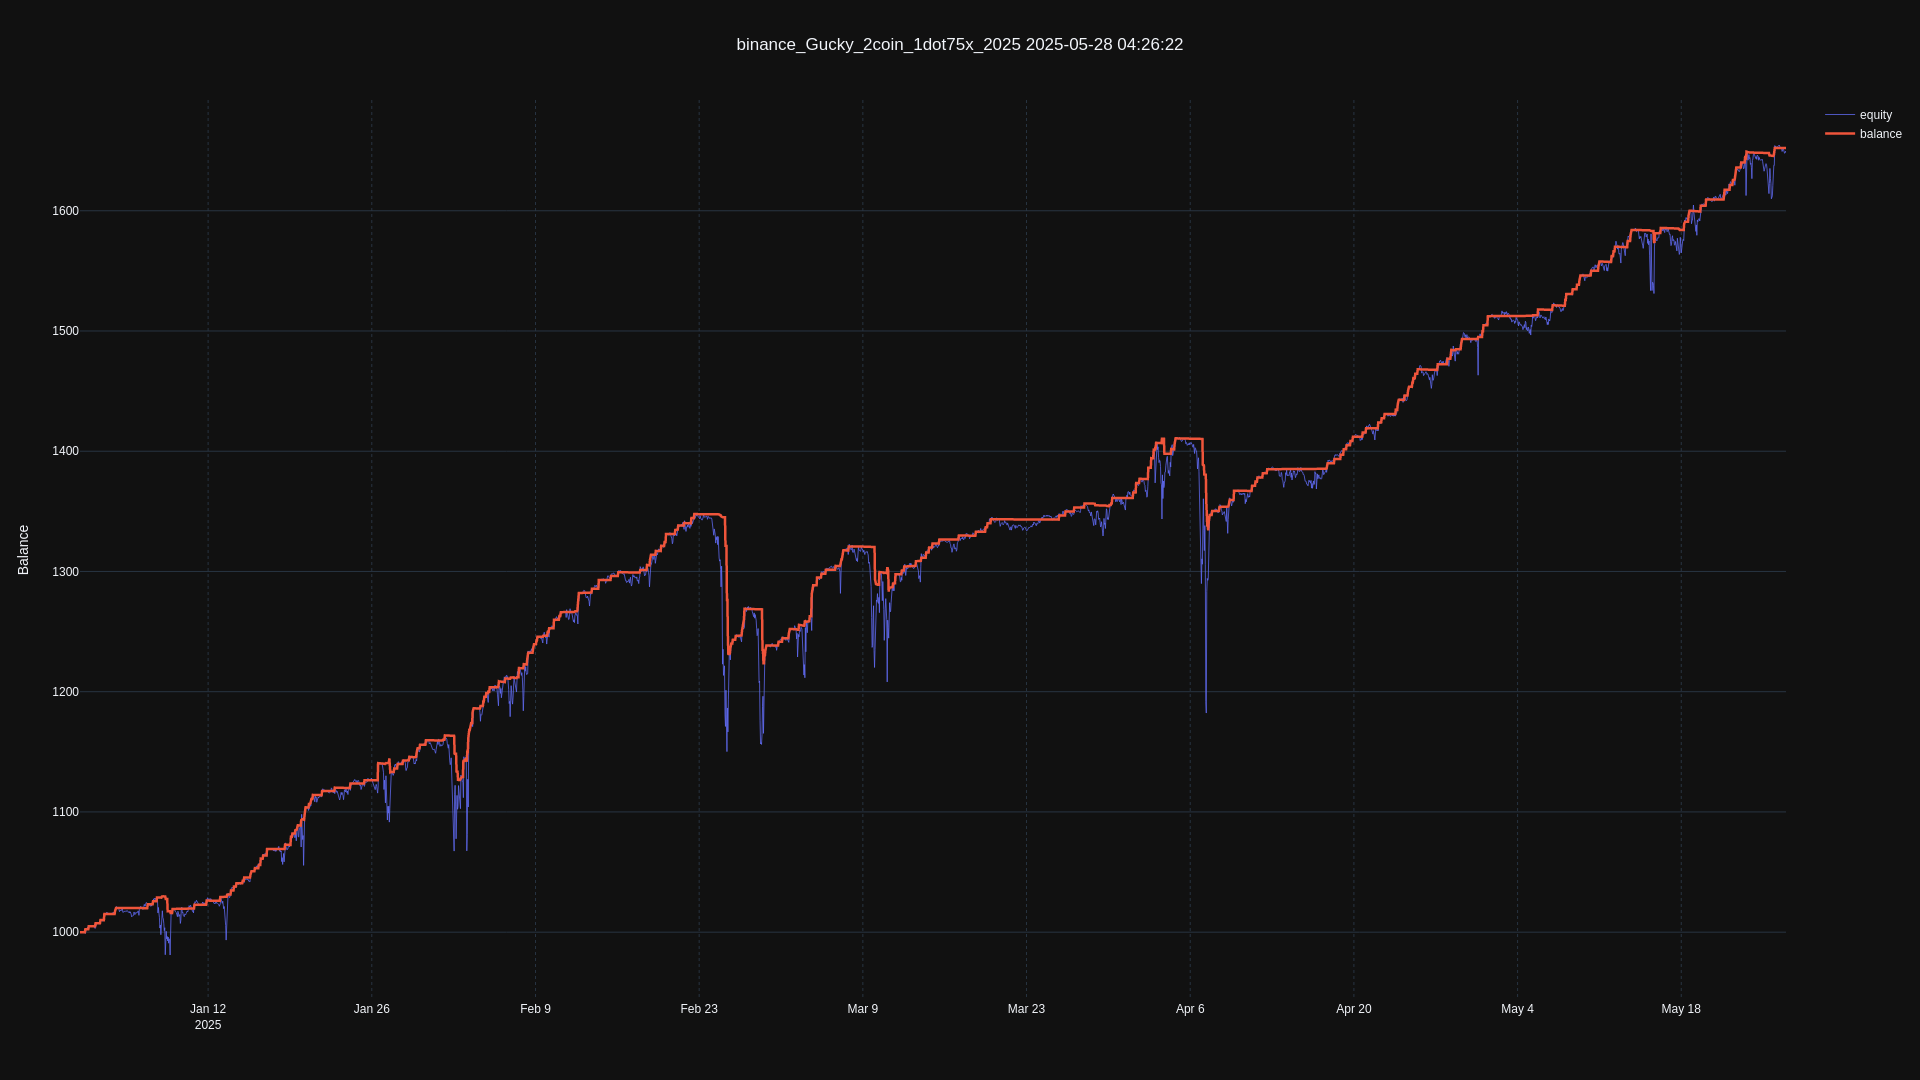 binance_Gucky_2coin_1dot75x_2025 2025-05-28 04:26:22
equity
balance
Balance
1600
1500
1400
1300
1200
1100
1000
Jan 12
2025
Jan 26
Feb 9
Feb 23
Mar 9
Mar 23
Apr 6
Apr 20
May 4
May 18